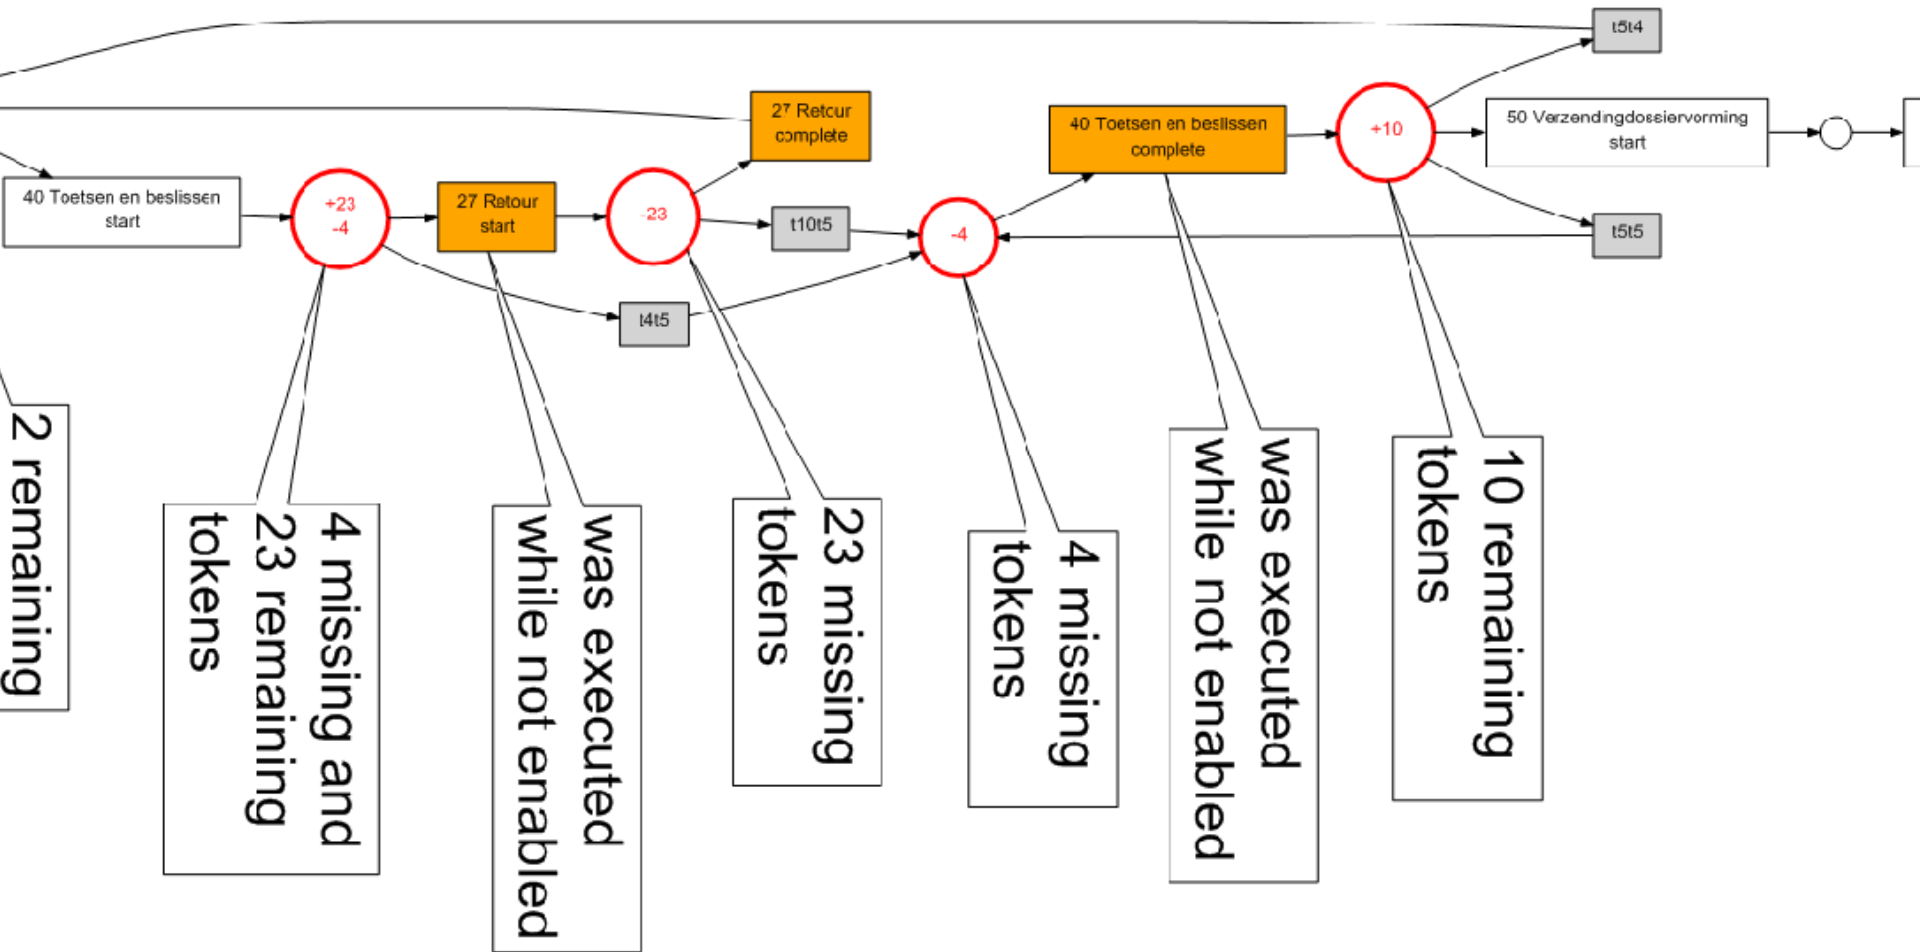 t5t4
27 Retour
complete
40 Toetsen en beslissen
complete
+10
50 Verzendingdossiervorming
start
40 Toetsen en beslissen
start
+23
-4
27 Retour
start
-23
t10t5
-4
t5t5
t4t5
2 remaining
4 missing and
23 remaining
tokens
was executed
while not enabled
23 missing
tokens
4 missing
tokens
was executed
while not enabled
10 remaining
tokens